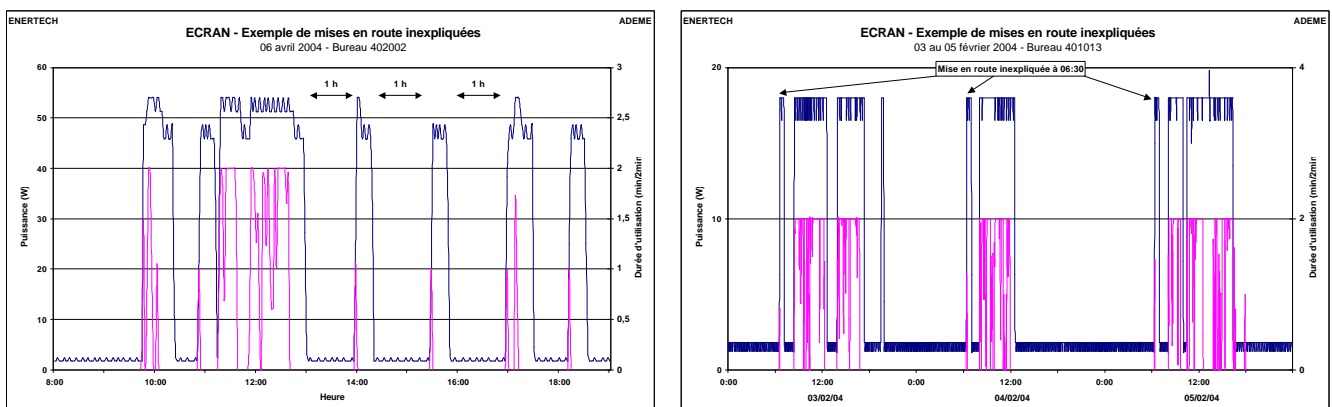 ENERTECH ADEME
ECRAN - Exemple de mises en route inexpliquées
06 avril 2004 - Bureau 402002
60
50
40
30
20
10
0
Puissance (W)
1 h 1 h 1 h
3
2,5
2
1,5
1
0,5
0
Durée d'utilisation (min/2min)
8:00 10:00 12:00 14:00 16:00 18:00
Heure
ENERTECH ADEME
ECRAN - Exemple de mises en route inexpliquées
03 au 05 février 2004 - Bureau 401013
20
10
0
Puissance (W)
Mise en route inexpliquée à 06:30
4
2
0
Durée d'utilisation (min/2min)
0:00 12:00 0:00 12:00 0:00 12:00
03/02/04 04/02/04 05/02/04